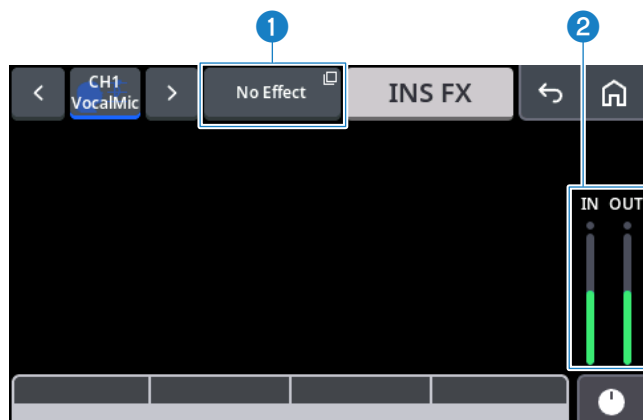 1
2
CH1
VocalMic
No Effect
INS FX
IN OUT